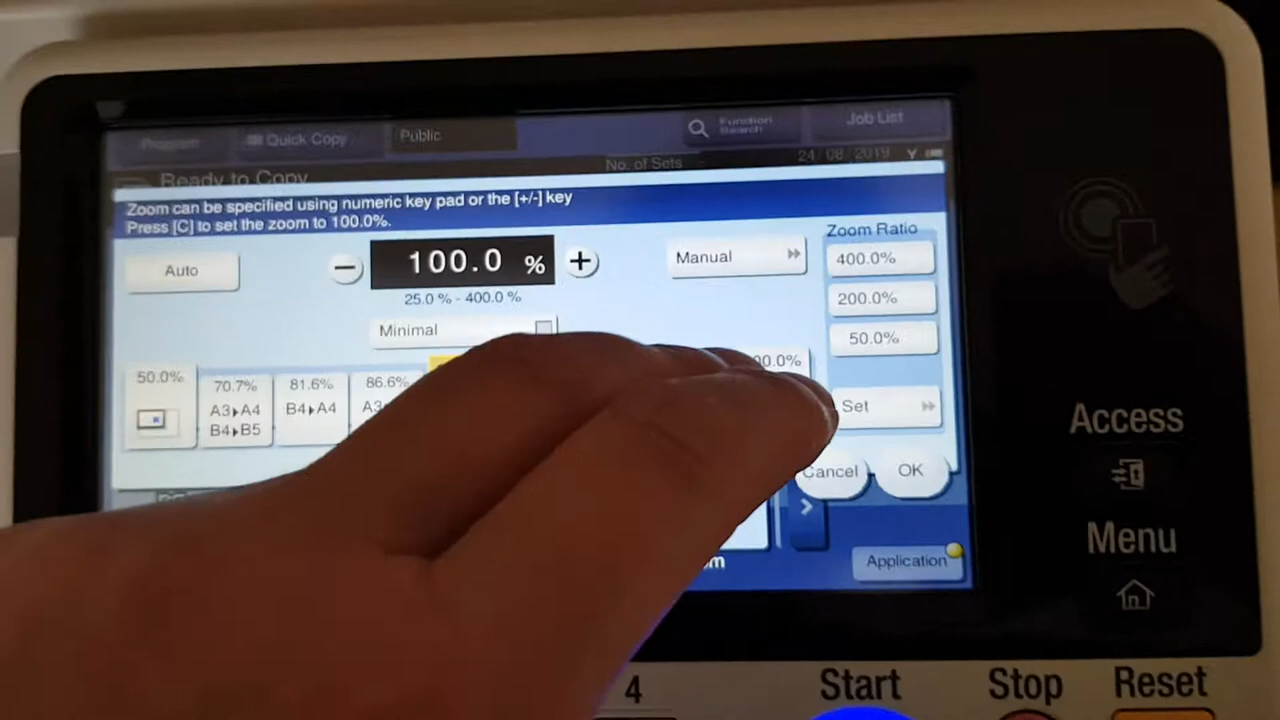 Program
Quick Copy
Public
Function
Search
Job List
No. of Sets
24/08/2019
Ready to Copy
Zoom can be specified using numeric key pad or the [+/-] key
Press [C] to set the zoom to 100.0%.
Auto
100.0 %
25.0 % - 400.0 %
Minimal
Manual
Zoom Ratio
400.0%
200.0%
50.0%
Set
50.0%
70.7%
A3▸A4
B4▸B5
81.6%
B4▸A4
86.6%
Cancel
OK
Application
Access
Menu
4
Start
Stop
Reset